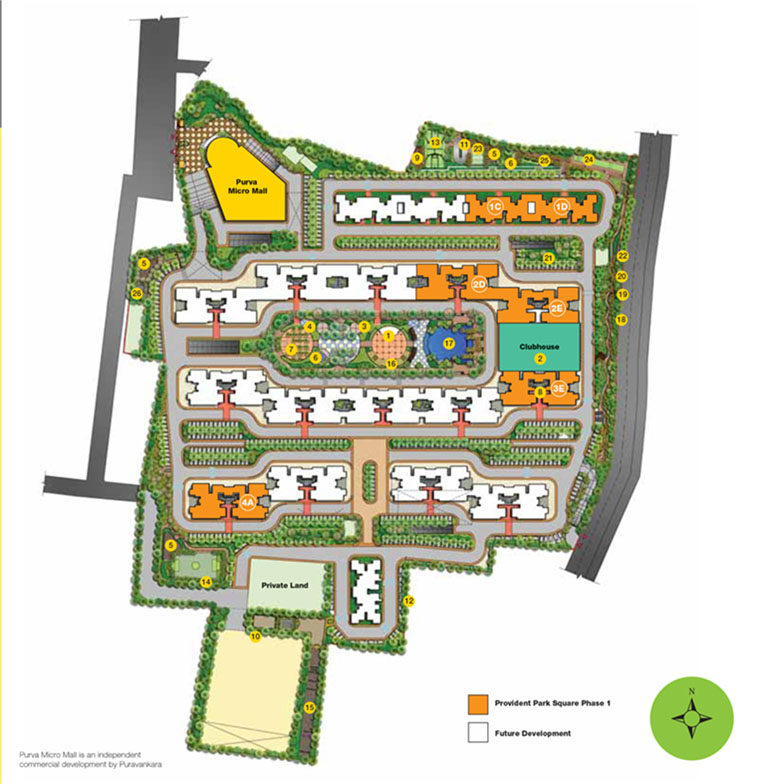 Purva
Micro Mall
9
13
11
23
5
6
25
24
1C
1D
21
22
20
19
18
5
26
2D
2E
4
3
1
7
6
16
17
Clubhouse
2
8
3E
4A
5
14
Private Land
12
10
15
N
Provident Park Square Phase 1
Future Development
Purva Micro Mall is an independent
commercial development by Puravankara